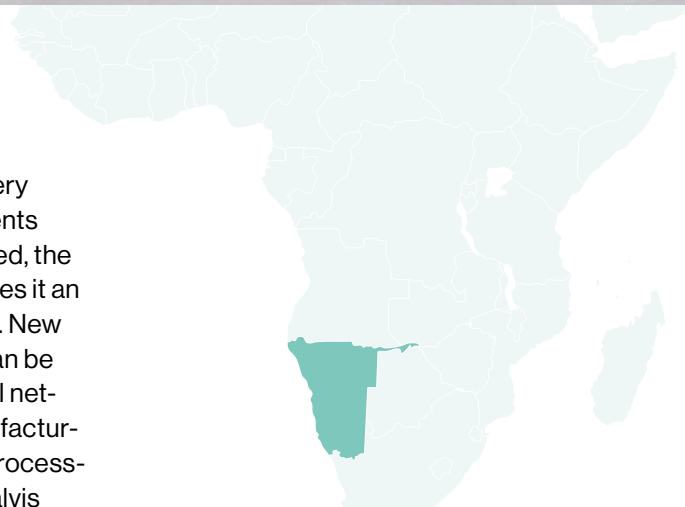 ery
ents
ed, the
es it an
. New
an be
l net-
factur-
rocess-
alvis